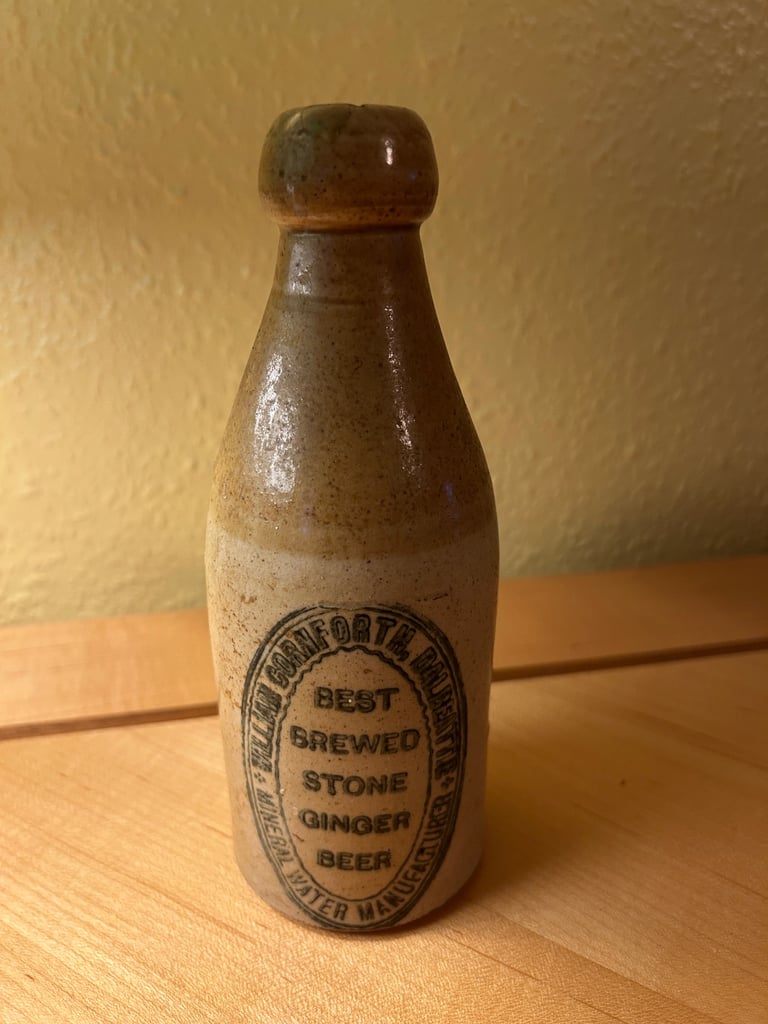 WILLIAM CORNFORTH,
BEST
BREWED
STONE
GINGER
BEER
MINERAL WATER MANUFACTURER